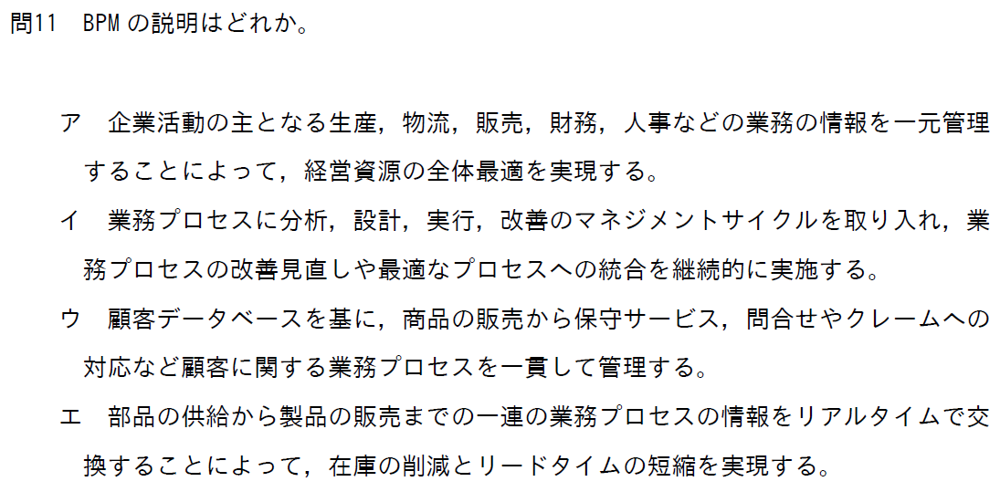 問11　BPM の説明はどれか。
ア　企業活動の主となる生産，物流，販売，財務，人事などの業務の情報を一元管理
することによって，経営資源の全体最適を実現する。
イ　業務プロセスに分析，設計，実行，改善のマネジメントサイクルを取り入れ，業
務プロセスの改善見直しや最適なプロセスへの統合を継続的に実施する。
ウ　顧客データベースを基に，商品の販売から保守サービス，問合せやクレームへの
対応など顧客に関する業務プロセスを一貫して管理する。
エ　部品の供給から製品の販売までの一連の業務プロセスの情報をリアルタイムで交
換することによって，在庫の削減とリードタイムの短縮を実現する。